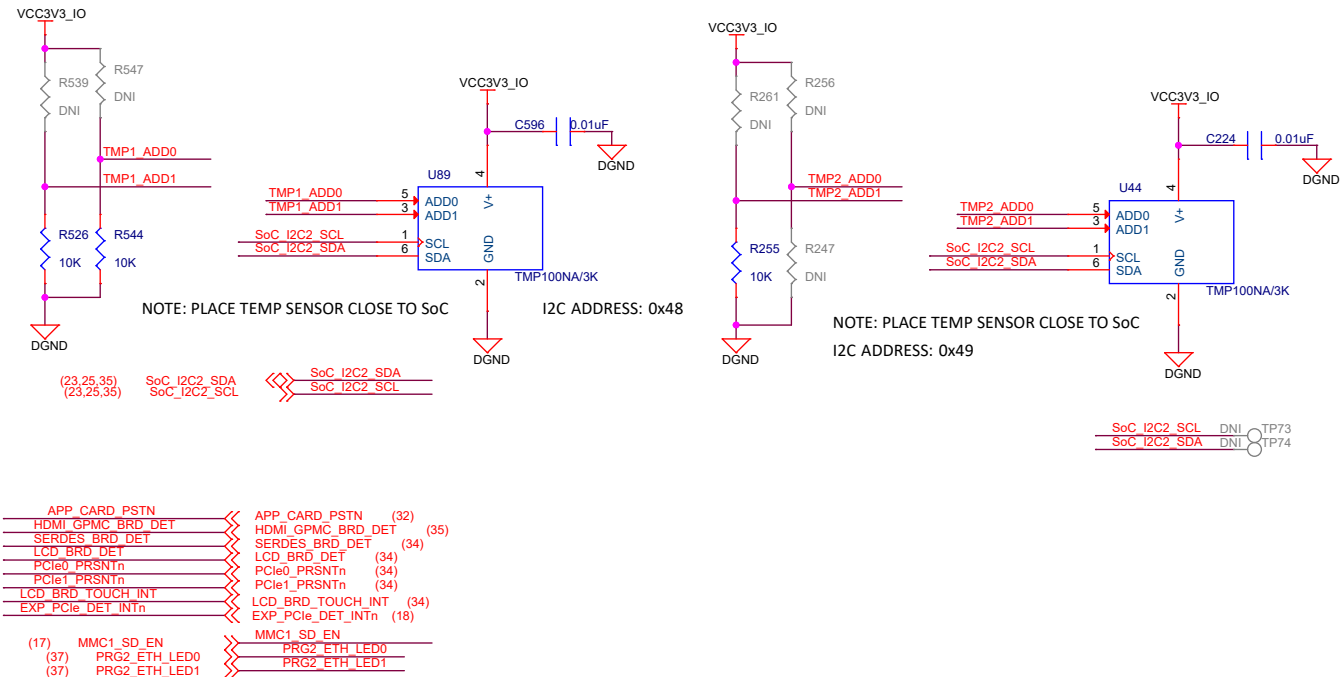 VCC3V3_IO
R539
DNI
R547
DNI
TMP1_ADD0
TMP1_ADD1
R526
10K
R544
10K
DGND
VCC3V3_IO
C596
0.01uF
DGND
U89
TMP1_ADD0
TMP1_ADD1
SoC_I2C2_SCL
SoC_I2C2_SDA
5
3
1
6
4
2
ADD0
ADD1
SCL
SDA
V+
GND
TMP100NA/3K
NOTE: PLACE TEMP SENSOR CLOSE TO SoC
I2C ADDRESS: 0x48
DGND
VCC3V3_IO
R261
DNI
R256
DNI
TMP2_ADD0
TMP2_ADD1
R255
10K
R247
DNI
DGND
VCC3V3_IO
C224
0.01uF
DGND
U44
TMP2_ADD0
TMP2_ADD1
SoC_I2C2_SCL
SoC_I2C2_SDA
5
3
1
6
4
2
ADD0
ADD1
SCL
SDA
V+
GND
TMP100NA/3K
NOTE: PLACE TEMP SENSOR CLOSE TO SoC
I2C ADDRESS: 0x49
DGND
(23,25,35) SoC_I2C2_SDA SoC_I2C2_SDA
(23,25,35) SoC_I2C2_SCL SoC_I2C2_SCL
SoC_I2C2_SCL DNI TP73
SoC_I2C2_SDA DNI TP74
APP_CARD_PSTN APP_CARD_PSTN (32)
HDMI_GPMC_BRD_DET HDMI_GPMC_BRD_DET (35)
SERDES_BRD_DET SERDES_BRD_DET (34)
LCD_BRD_DET LCD_BRD_DET (34)
PCIe0_PRSNTn PCIe0_PRSNTn (34)
PCIe1_PRSNTn PCIe1_PRSNTn (34)
LCD_BRD_TOUCH_INT LCD_BRD_TOUCH_INT (34)
EXP_PCIe_DET_INTn EXP_PCIe_DET_INTn (18)
(17) MMC1_SD_EN MMC1_SD_EN
(37) PRG2_ETH_LED0 PRG2_ETH_LED0
(37) PRG2_ETH_LED1 PRG2_ETH_LED1